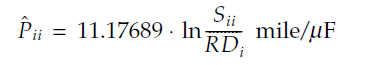 P̂ᵢᵢ = 11.17689 · ln Sᵢᵢ / RDᵢ mile/μF